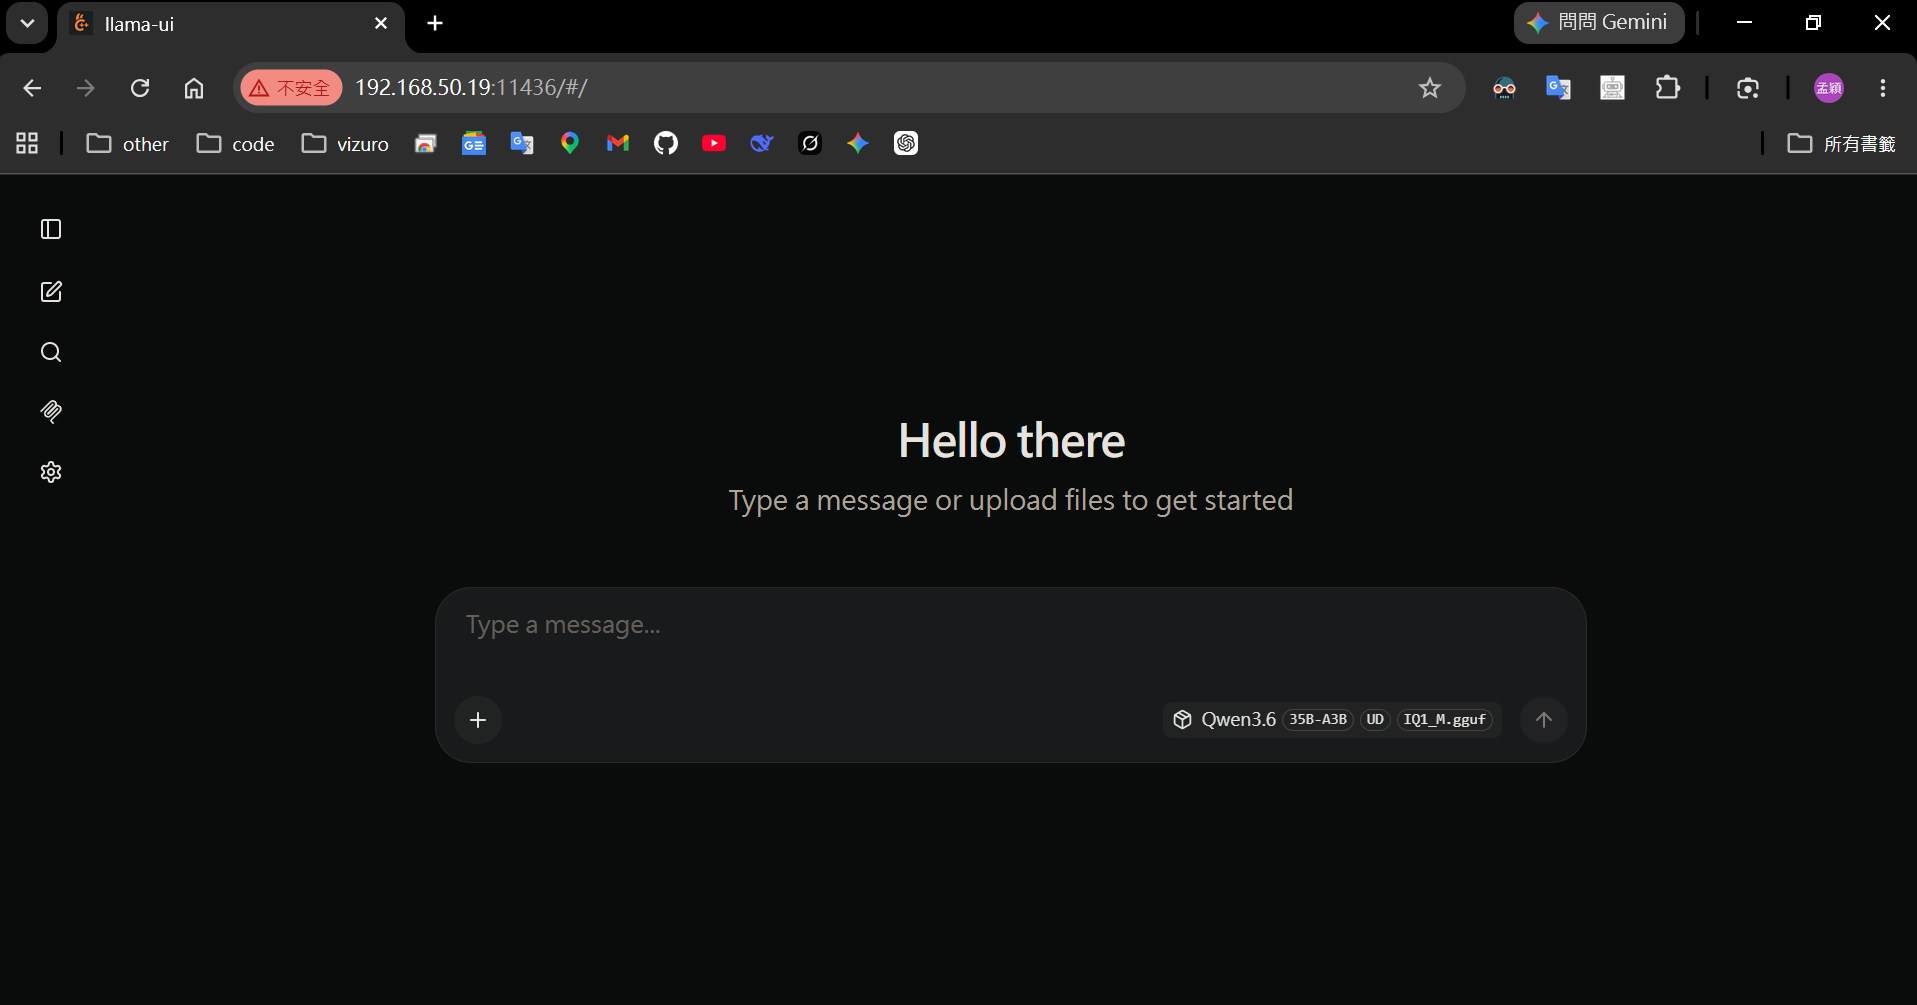 llama-ui
問問 Gemini
不安全 192.168.50.19:11436/#/
孟穎
other code vizuro 所有書籤
Hello there
Type a message or upload files to get started
Type a message...
Qwen3.6 35B-A3B UD IQ1_M.gguf